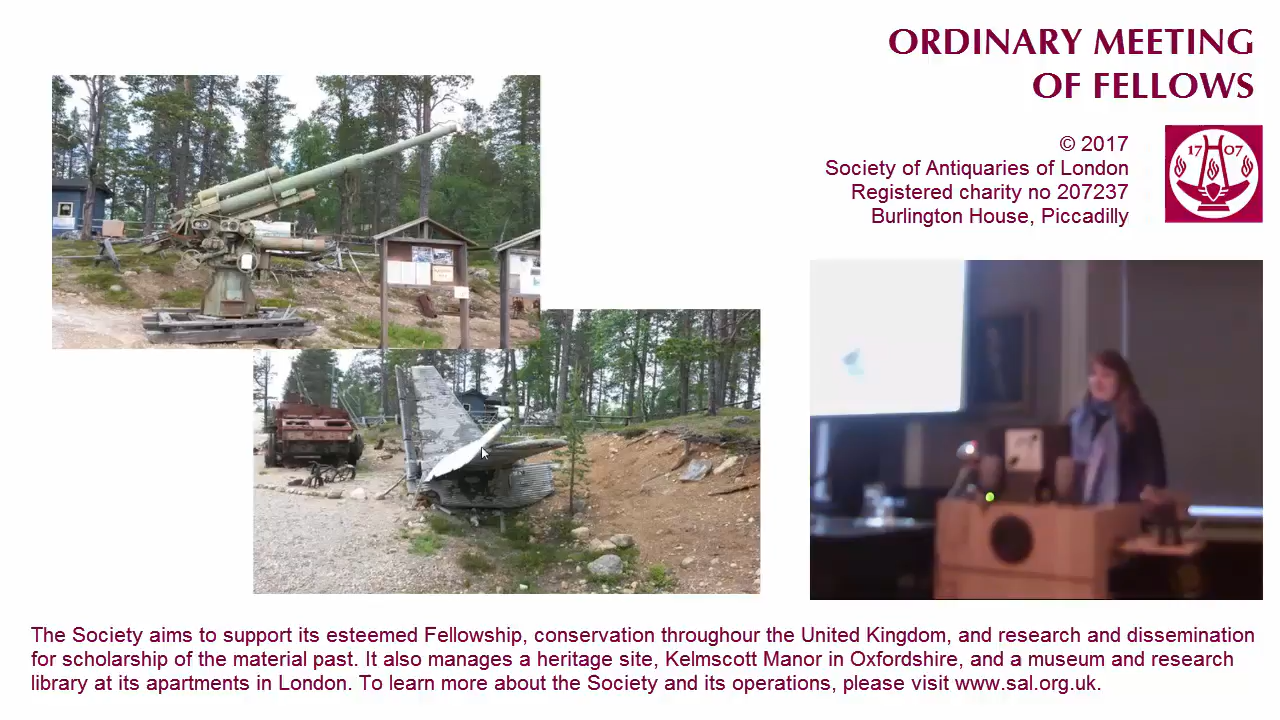 ORDINARY MEETING
OF FELLOWS
© 2017
Society of Antiquaries of London
Registered charity no 207237
Burlington House, Piccadilly
17 07
The Society aims to support its esteemed Fellowship, conservation throughour the United Kingdom, and research and dissemination
for scholarship of the material past. It also manages a heritage site, Kelmscott Manor in Oxfordshire, and a museum and research
library at its apartments in London. To learn more about the Society and its operations, please visit www.sal.org.uk.